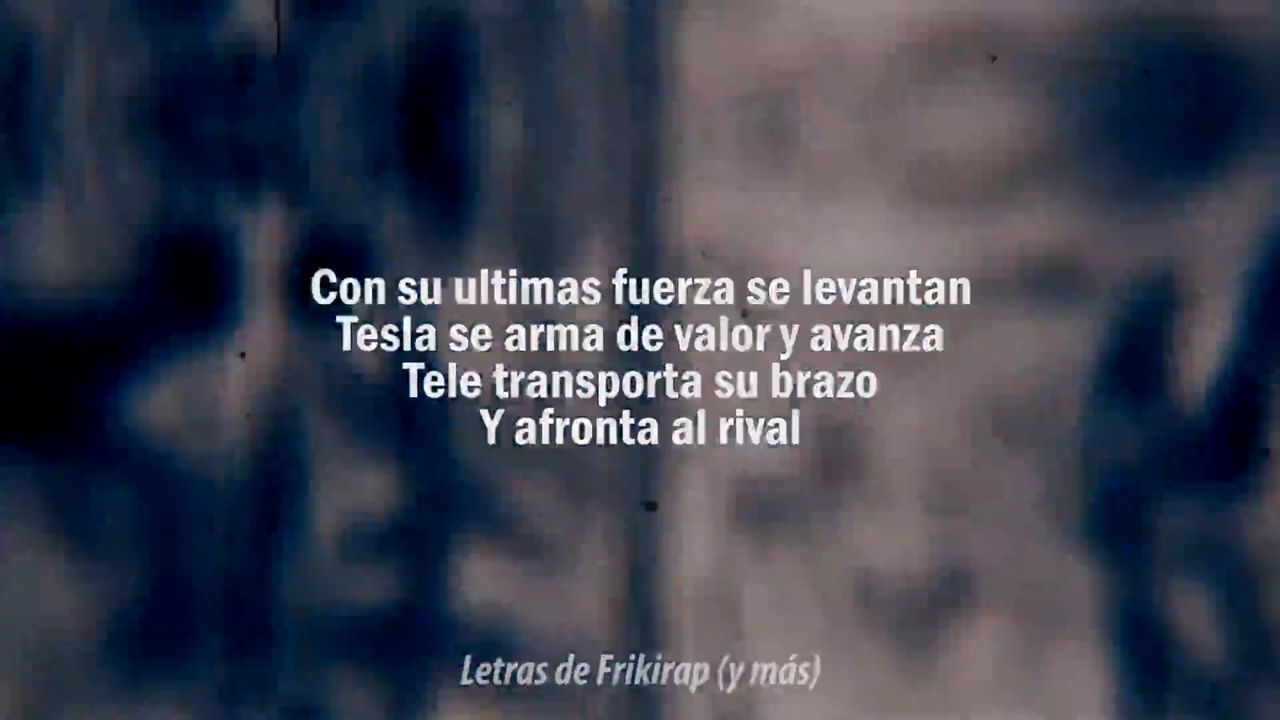 Con su ultimas fuerza se levantan
Tesla se arma de valor y avanza
Tele transporta su brazo
Y afronta al rival
Letras de Frikirap (y más)